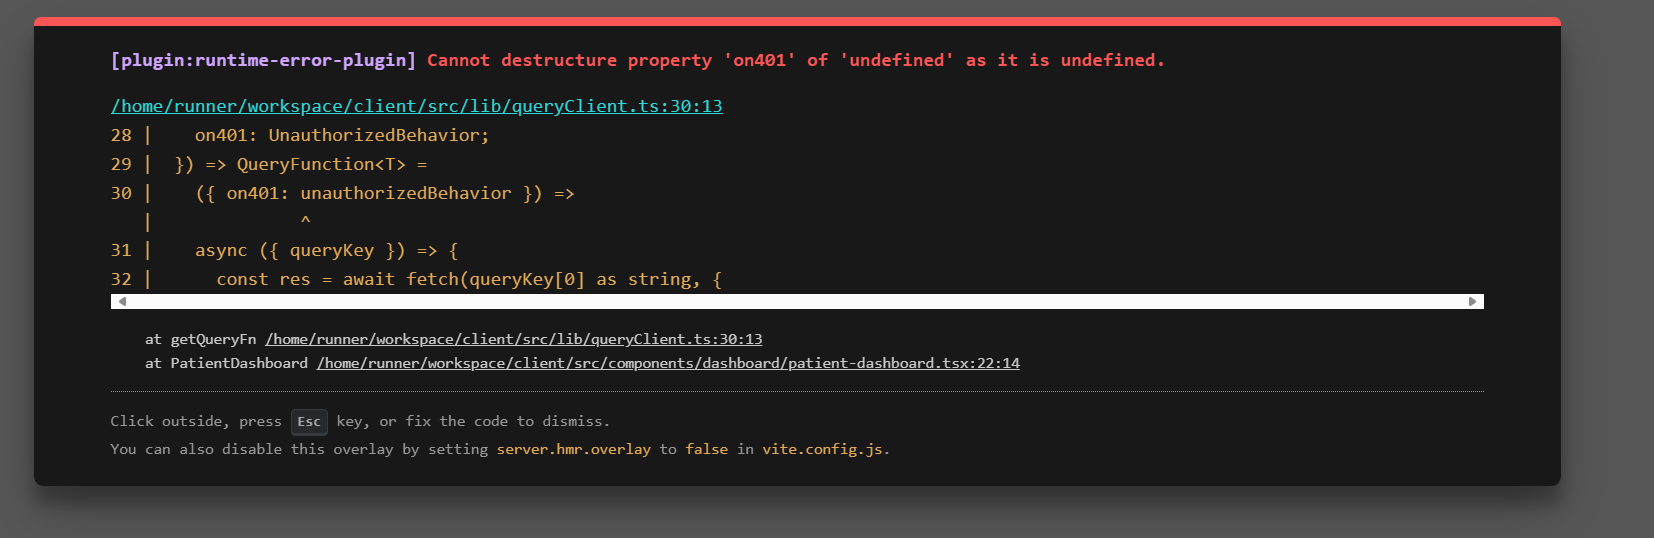 [plugin:runtime-error-plugin] Cannot destructure property 'on401' of 'undefined' as it is undefined.
/home/runner/workspace/client/src/lib/queryClient.ts:30:13
28 |    on401: UnauthorizedBehavior;
29 |  }) => QueryFunction<T> =
30 |    ({ on401: unauthorizedBehavior }) =>
   |              ^
31 |    async ({ queryKey }) => {
32 |      const res = await fetch(queryKey[0] as string, {
at getQueryFn /home/runner/workspace/client/src/lib/queryClient.ts:30:13
at PatientDashboard /home/runner/workspace/client/src/components/dashboard/patient-dashboard.tsx:22:14
Click outside, press Esc key, or fix the code to dismiss.
You can also disable this overlay by setting server.hmr.overlay to false in vite.config.js.